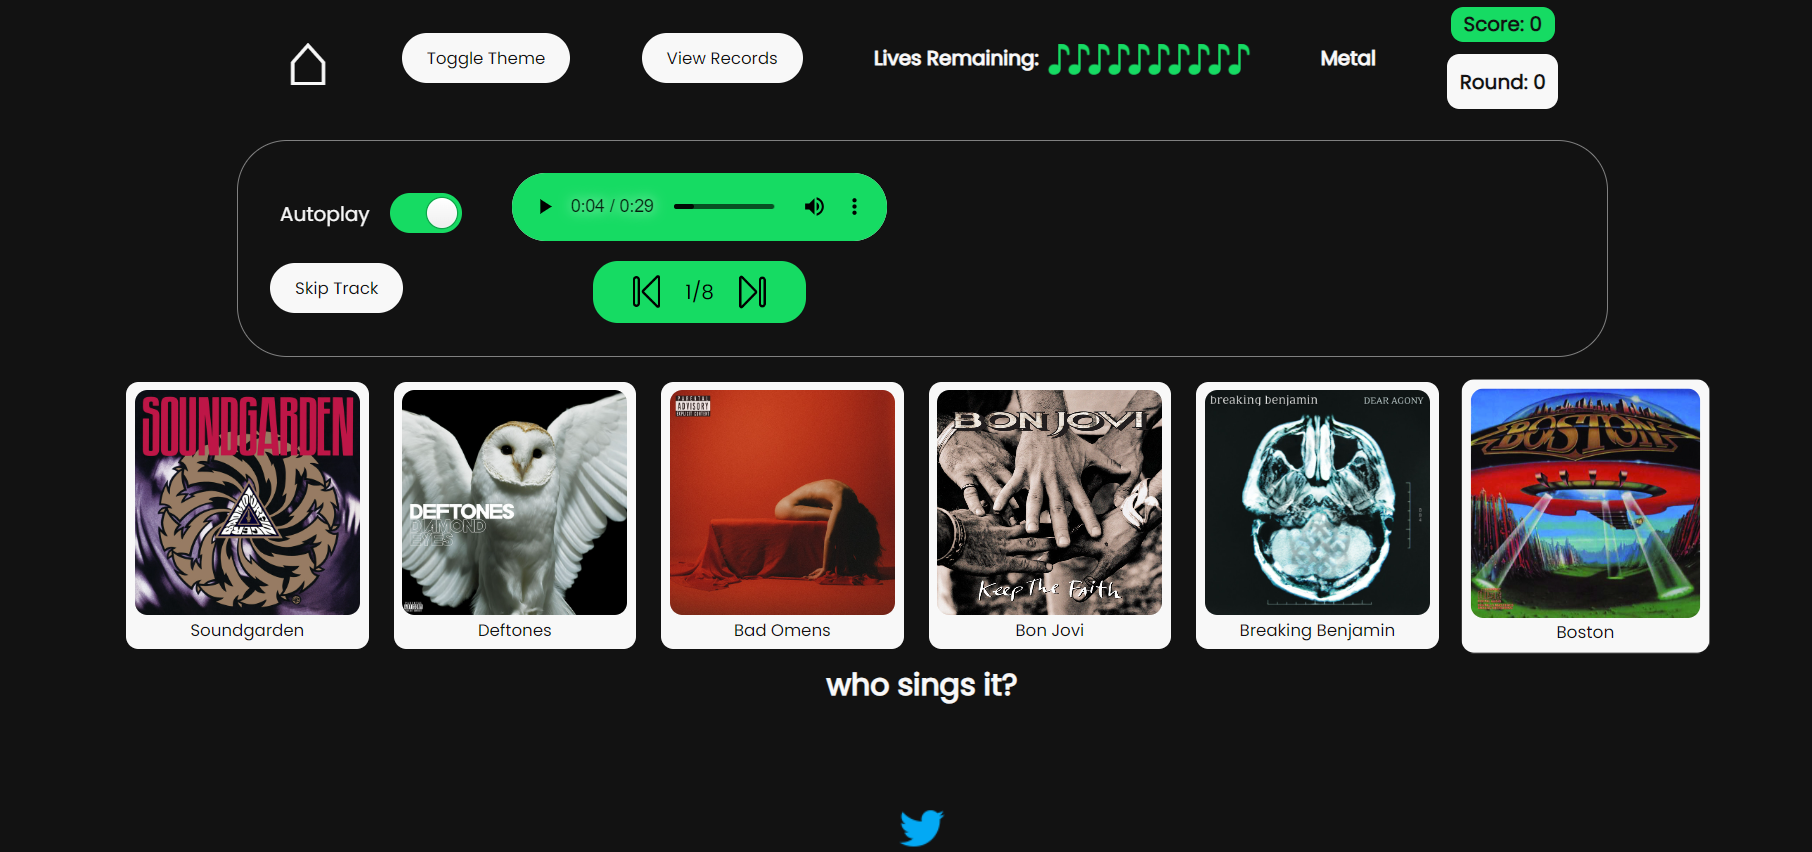 Toggle Theme
View Records
Lives Remaining:
Metal
Score: 0
Round: 0
Autoplay
0:04 / 0:29
Skip Track
1/8
SOUNDGARDEN
Soundgarden
DEFTONES
DIAMOND
EYES
Deftones
PARENTAL
ADVISORY
EXPLICIT CONTENT
Bad Omens
BON JOVI
Keep The Faith
Bon Jovi
breaking benjamin
DEAR AGONY
Breaking Benjamin
BOSTON
Boston
who sings it?